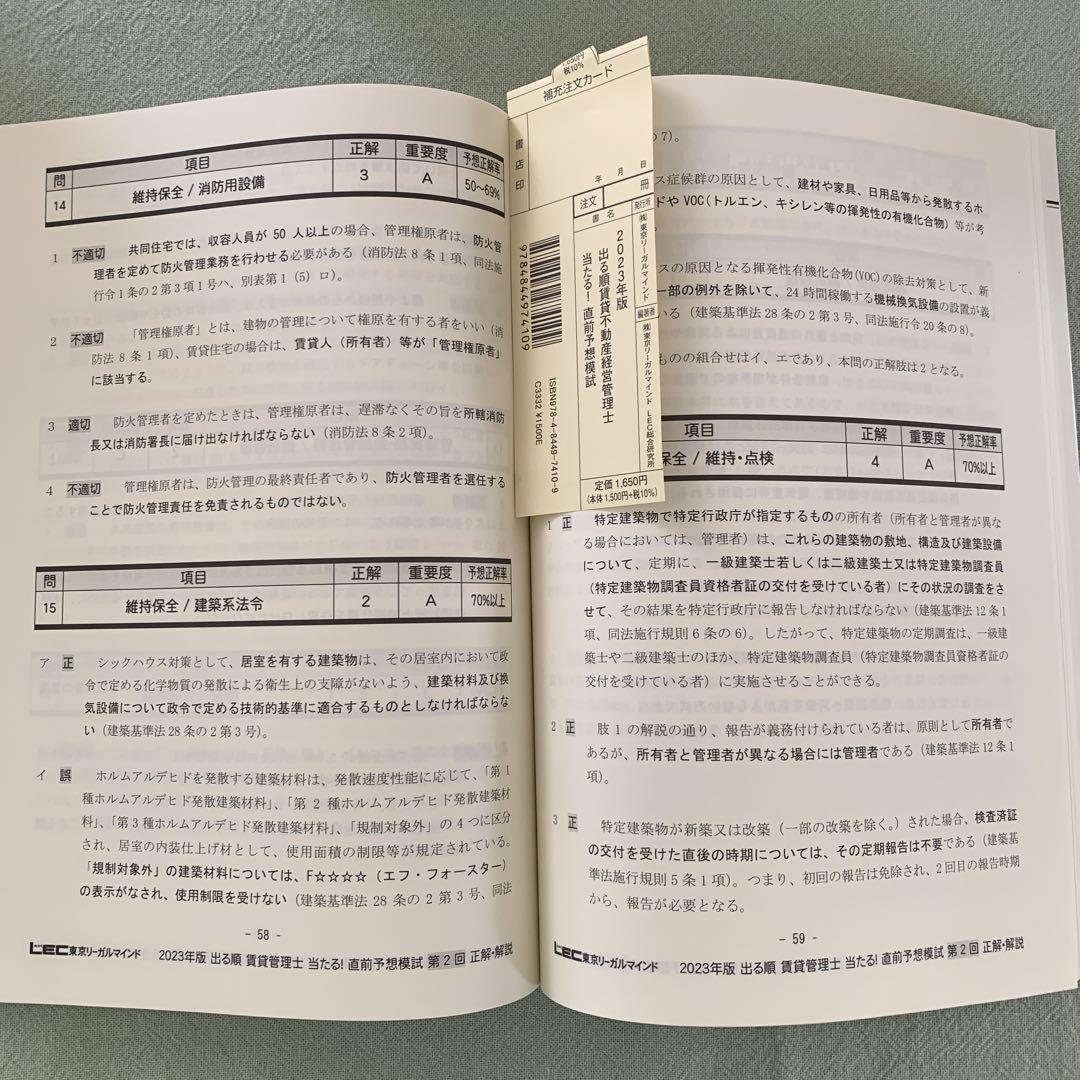 問 項目 正解 重要度 予想正解率
14 維持保全 / 消防用設備 3 A 50〜69%
1 不適切 共同住宅では、収容人員が 50 人以上の場合、管理権原者は、防火管
理者を定めて防火管理業務を行わせる必要がある(消防法 8 条 1 項、同法施
行令 1 条の 2 第 3 項 1 号ハ、別表第 1 (5) ロ)。
2 不適切 「管理権原者」とは、建物の管理について権原を有する者をいい(消
防法 8 条 1 項)、賃貸住宅の場合は、賃貸人(所有者)等が「管理権原者」
に該当する。
3 適切 防火管理者を定めたときは、管理権原者は、遅滞なくその旨を所轄消防
長又は消防署長に届け出なければならない(消防法 8 条 2 項)。
4 不適切 管理権原者は、防火管理の最終責任者であり、防火管理者を選任する
ことで防火管理責任を免責されるものではない。
問 項目 正解 重要度 予想正解率
15 維持保全 / 建築系法令 2 A 70%以上
ア 正 シックハウス対策として、居室を有する建築物は、その居室内において政
令で定める化学物質の発散による衛生上の支障がないよう、建築材料及び換
気設備について政令で定める技術的基準に適合するものとしなければならな
い(建築基準法 28 条の 2 第 3 号)。
イ 誤 ホルムアルデヒドを発散する建築材料は、発散速度性能に応じて、「第 1
種ホルムアルデヒド発散建築材料」、「第 2 種ホルムアルデヒド発散建築材
料」、「第 3 種ホルムアルデヒド発散建築材料」、「規制対象外」の 4 つに区分
され、居室の内装仕上げ材として、使用面積の制限等が規定されている。
「規制対象外」の建築材料については、F☆☆☆☆(エフ・フォースター)
の表示がなされ、使用制限を受けない(建築基準法 28 条の 2 第 3 号、同法
- 58 -
LEC東京リーガルマインド 2023年版 出る順 賃貸管理士 当たる! 直前予想模試 第2回 正解・解説
1,650円
税10%
補充注文カード
書店印
年 月 日
注文 冊
書名
2023年版
出る順賃貸不動産経営管理士
当たる!直前予想模試
発行所
㈱東京リーガルマインド
編著者
㈱東京リーガルマインド LEC総合研究所
9784844974109
ISBN978-4-8449-7410-9
C3332 ¥1500E
定価 1,650円
(本体 1,500円+税10%)
の 7)。
ス症候群の原因として、建材や家具、日用品等から発散するホ
ドや VOC(トルエン、キシレン等の揮発性の有機化合物)等が考
。
スの原因となる揮発性有機化合物(VOC)の除去対策として、新
一部の例外を除いて、24 時間稼働する機械換気設備の設置が義
いる(建築基準法 28 条の 2 第 3 号、同法施行令 20 条の 8)。
ものの組合せはイ、エであり、本問の正解肢は 2 となる。
項目 正解 重要度 予想正解率
保全 / 維持・点検 4 A 70%以上
1 正 特定建築物で特定行政庁が指定するものの所有者(所有者と管理者が異な
る場合においては、管理者)は、これらの建築物の敷地、構造及び建築設備
について、定期に、一級建築士若しくは二級建築士又は特定建築物調査員
(特定建築物調査員資格者証の交付を受けている者)にその状況の調査をさ
せて、その結果を特定行政庁に報告しなければならない(建築基準法 12 条 1
項、同法施行規則 6 条の 6)。したがって、特定建築物の定期調査は、一級建
築士や二級建築士のほか、特定建築物調査員(特定建築物調査員資格者証の
交付を受けている者)に実施させることができる。
2 正 肢 1 の解説の通り、報告が義務付けられている者は、原則として所有者で
あるが、所有者と管理者が異なる場合には管理者である(建築基準法 12 条 1
項)。
3 正 特定建築物が新築又は改築(一部の改築を除く。)された場合、検査済証
の交付を受けた直後の時期については、その定期報告は不要である(建築基
準法施行規則 5 条 1 項)。つまり、初回の報告は免除され、2 回目の報告時期
から、報告が必要となる。
- 59 -
LEC東京リーガルマインド 2023年版 出る順 賃貸管理士 当たる! 直前予想模試 第2回 正解・解説